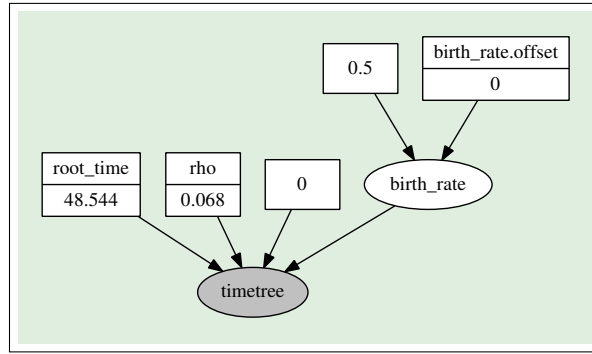 birth_rate.offset
0.5
0
root_time
rho
0
birth_rate
48.544
0.068
timetree